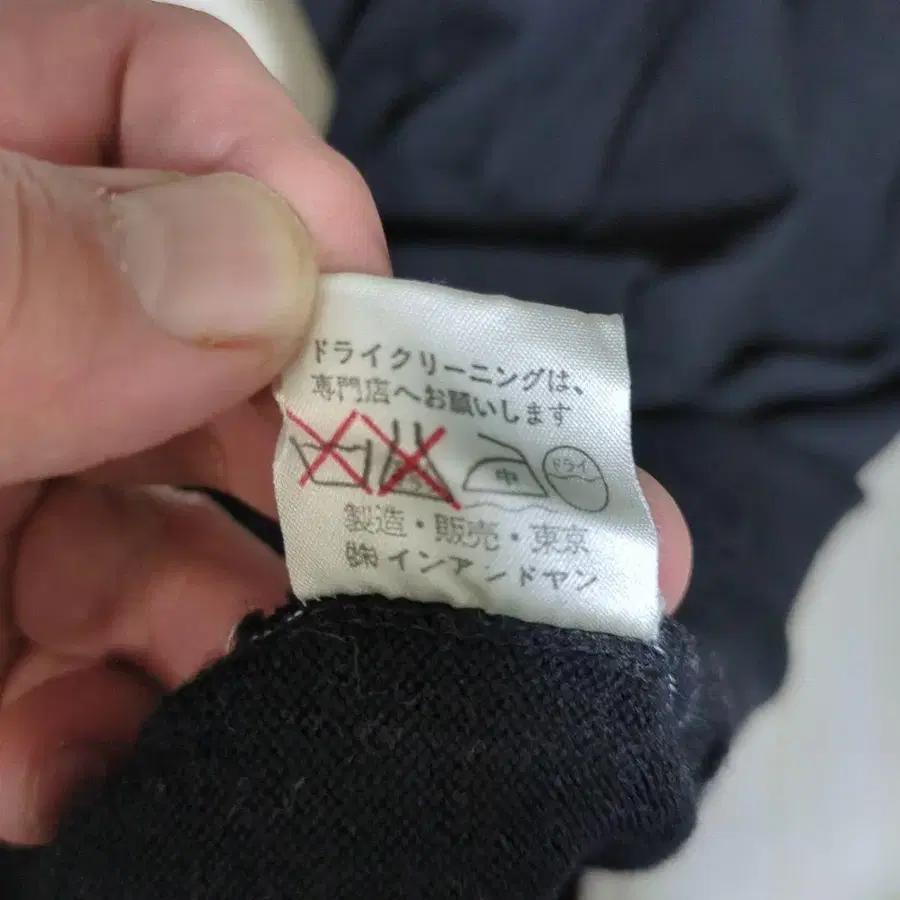 ドライクリーニングは、
専門店へお願いします
中 ドライ
製造・販売・東京
㈱インアンドヤン